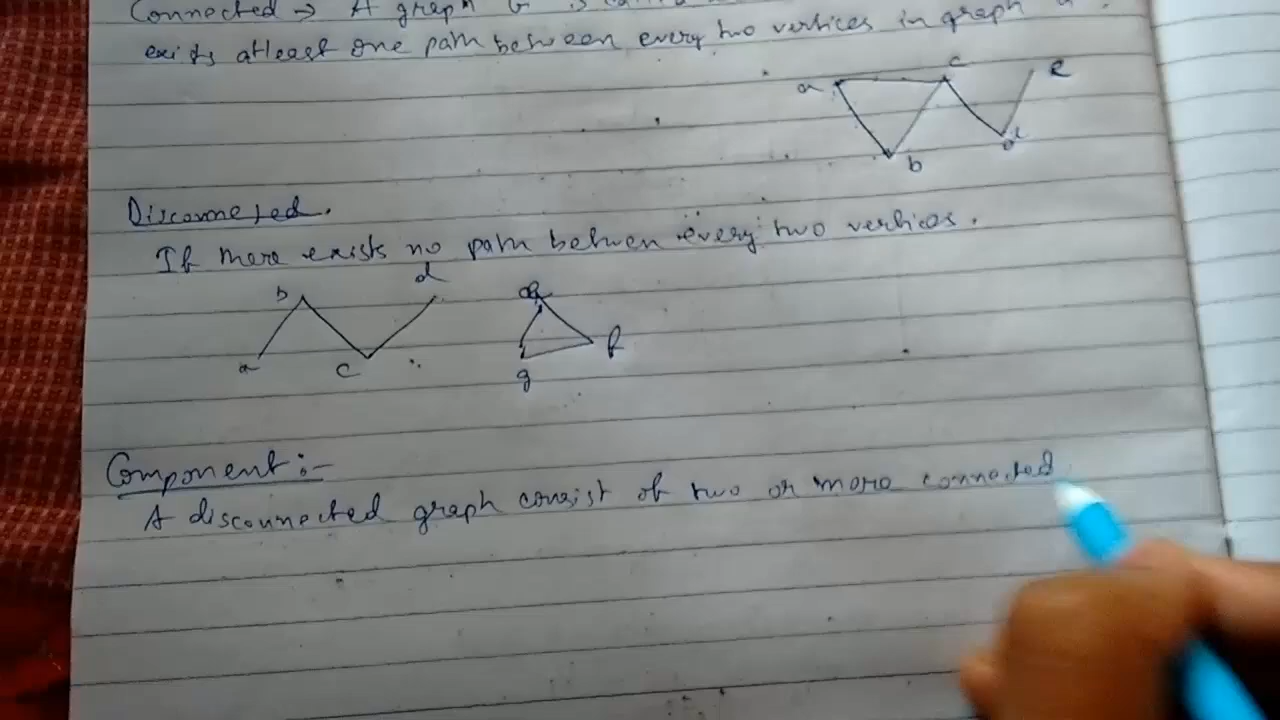 Connected → A graph G is
exists atleast one path between every two vertices in graph G.
a
c
e
b
d
Disconnected.
If there exists no path between every two vertices.
b
d
a
c
e
f
g
Component :-
A disconnected graph consist of two or more connected